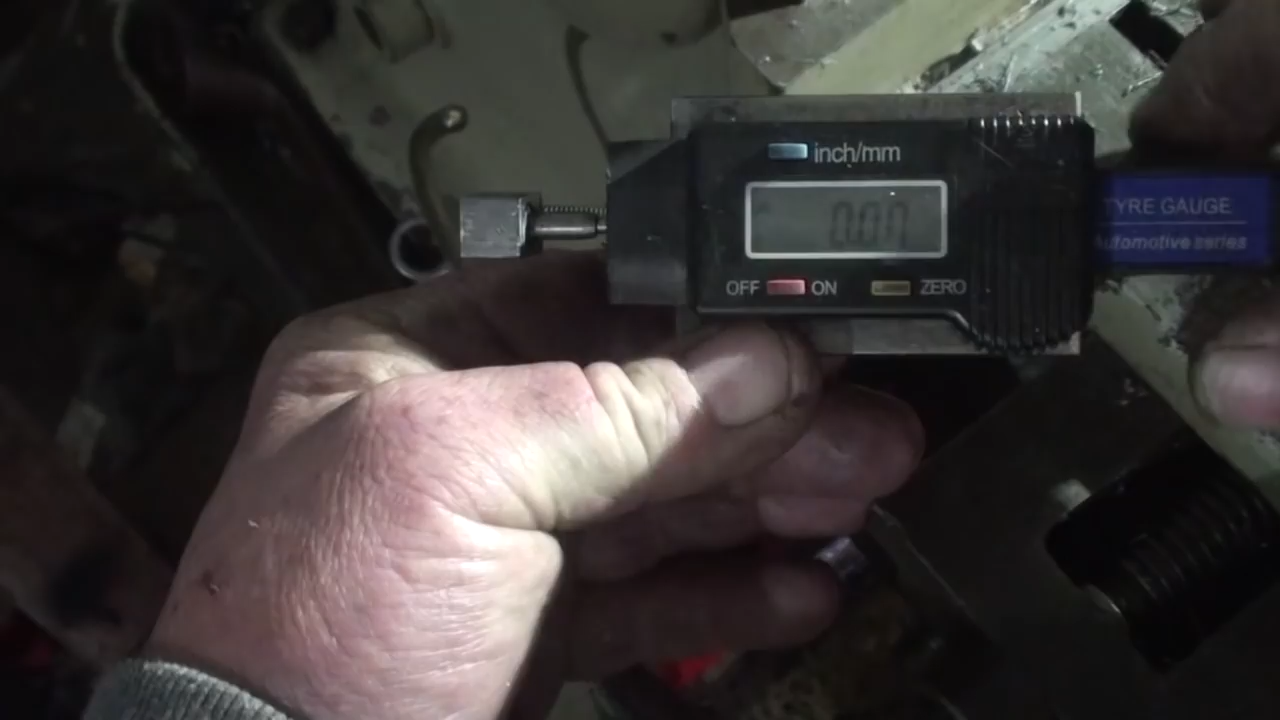 inch/mm
0.00
OFF ON ZERO
TYRE GAUGE
Automotive series